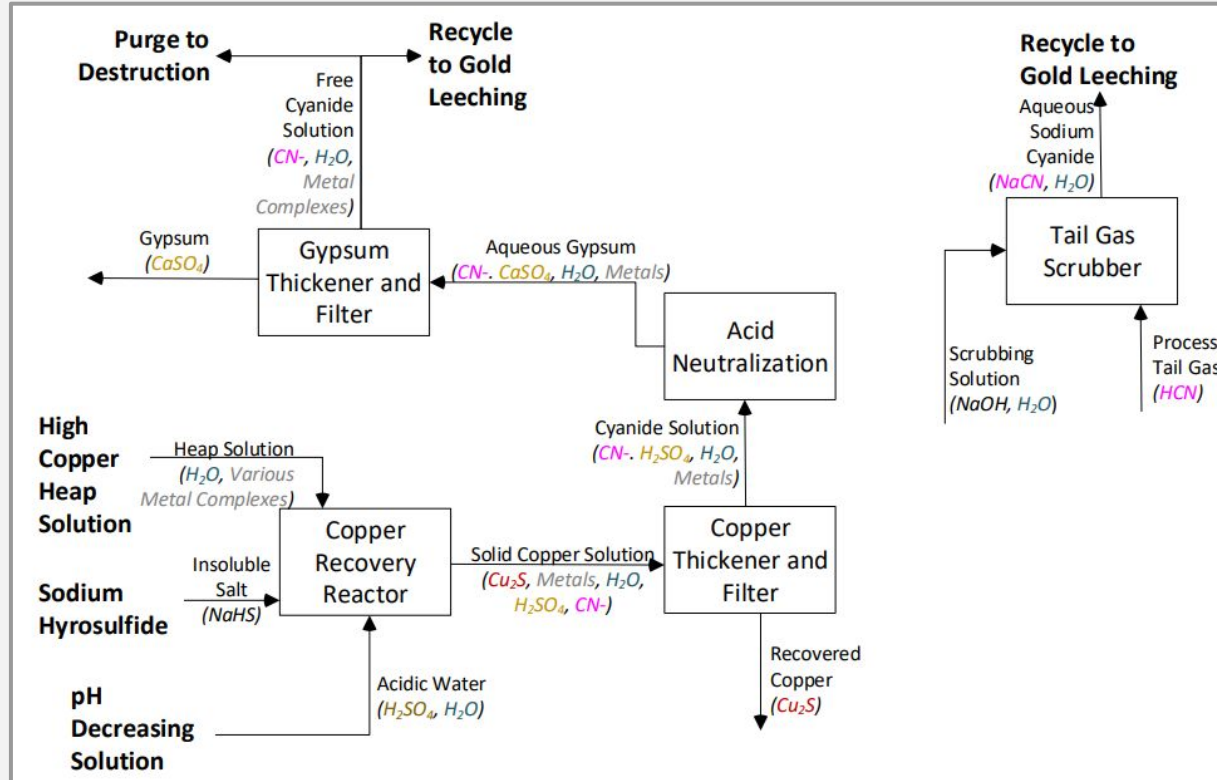 Purge to
Destruction
Recycle
to Gold
Leeching
Free
Cyanide
Solution
(CN-, H₂O,
Metal
Complexes)
Recycle to
Gold Leeching
Aqueous
Sodium
Cyanide
(NaCN, H₂O)
Gypsum
(CaSO₄)
Gypsum
Thickener and
Filter
Aqueous Gypsum
(CN-. CaSO₄, H₂O, Metals)
Tail Gas
Scrubber
Acid
Neutralization
Scrubbing
Solution
(NaOH, H₂O)
Process
Tail Gas
(HCN)
High
Copper
Heap
Solution
Heap Solution
(H₂O, Various
Metal Complexes)
Cyanide Solution
(CN-. H₂SO₄, H₂O,
Metals)
Copper
Recovery
Reactor
Solid Copper Solution
(Cu₂S, Metals, H₂O,
H₂SO₄, CN-)
Copper
Thickener and
Filter
Sodium
Hyrosulfide
Insoluble
Salt
(NaHS)
pH
Decreasing
Solution
Acidic Water
(H₂SO₄, H₂O)
Recovered
Copper
(Cu₂S)